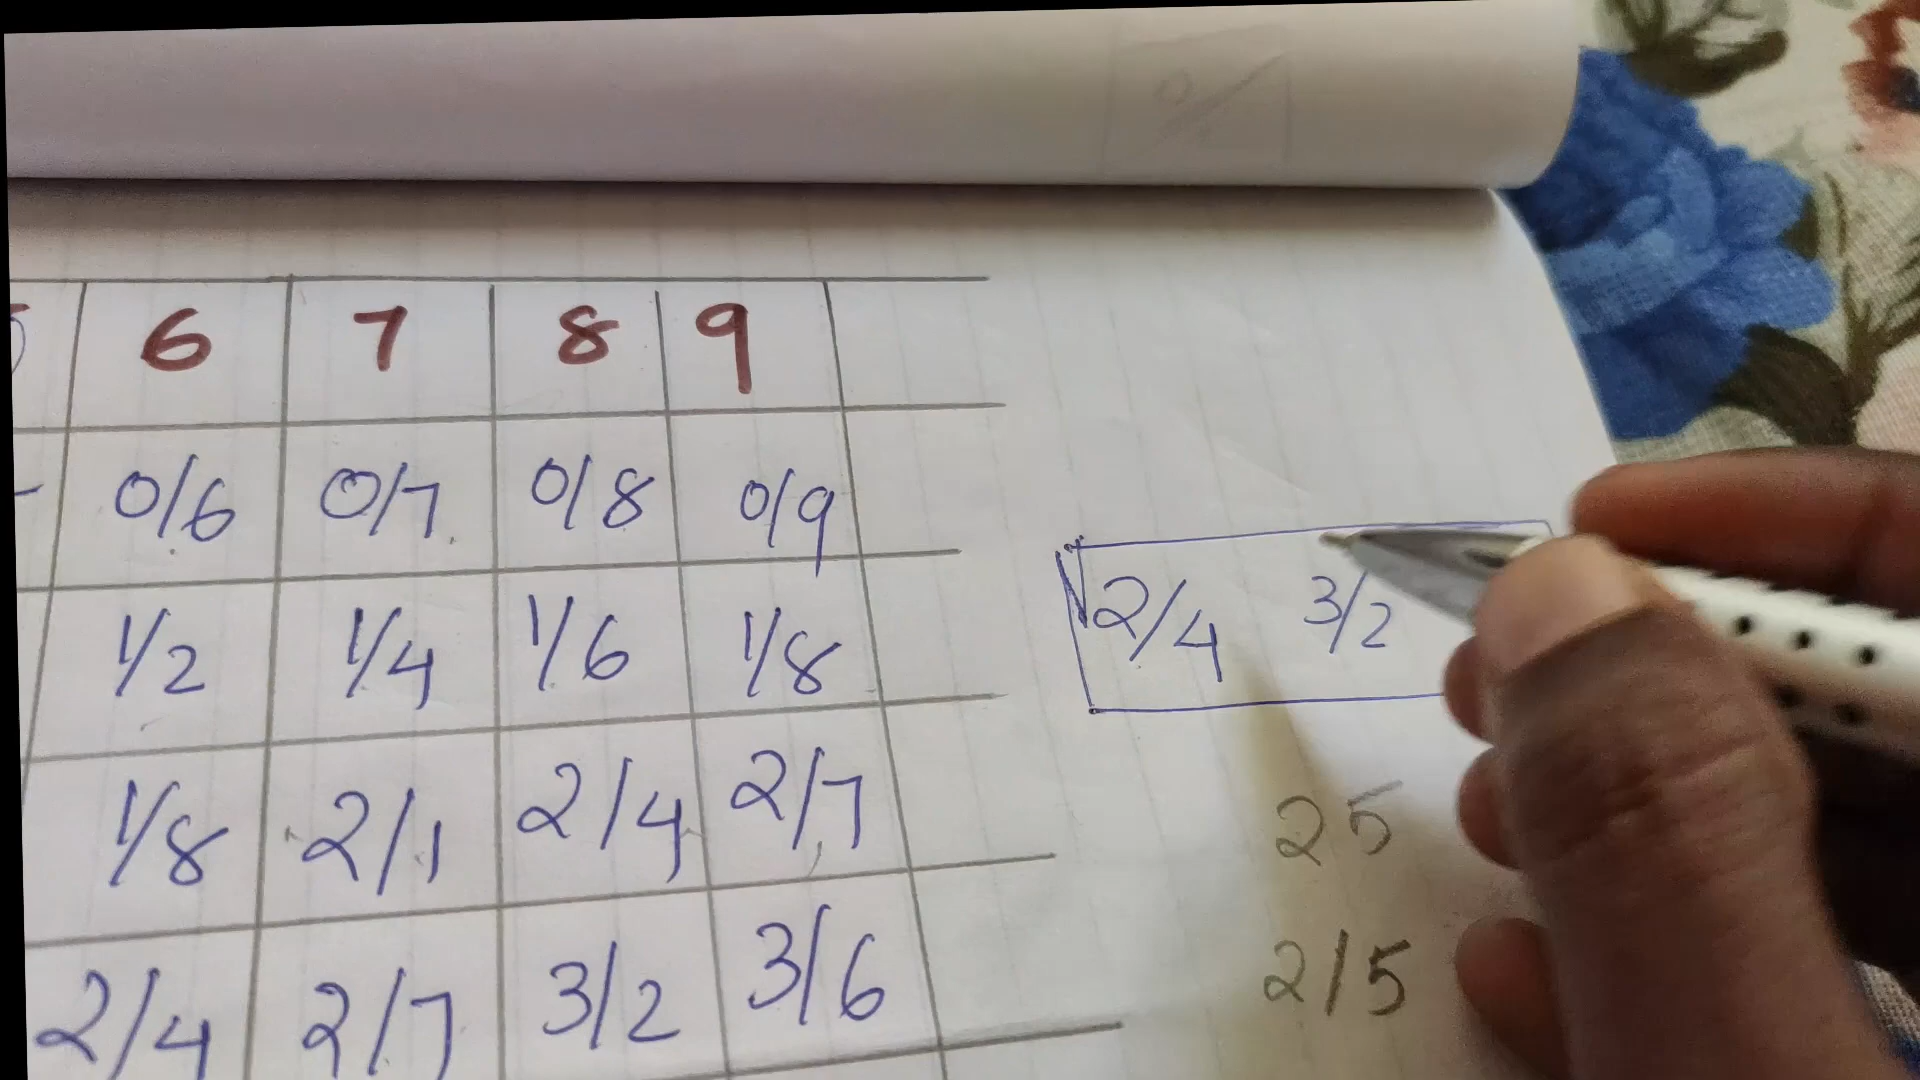 6 7 8 9
0/6 0/7 0/8 0/9
1/2 1/4 1/6 1/8
1/8 2/1 2/4 2/7
2/4 2/7 3/2 3/6
2/4 3/2
25
2/5